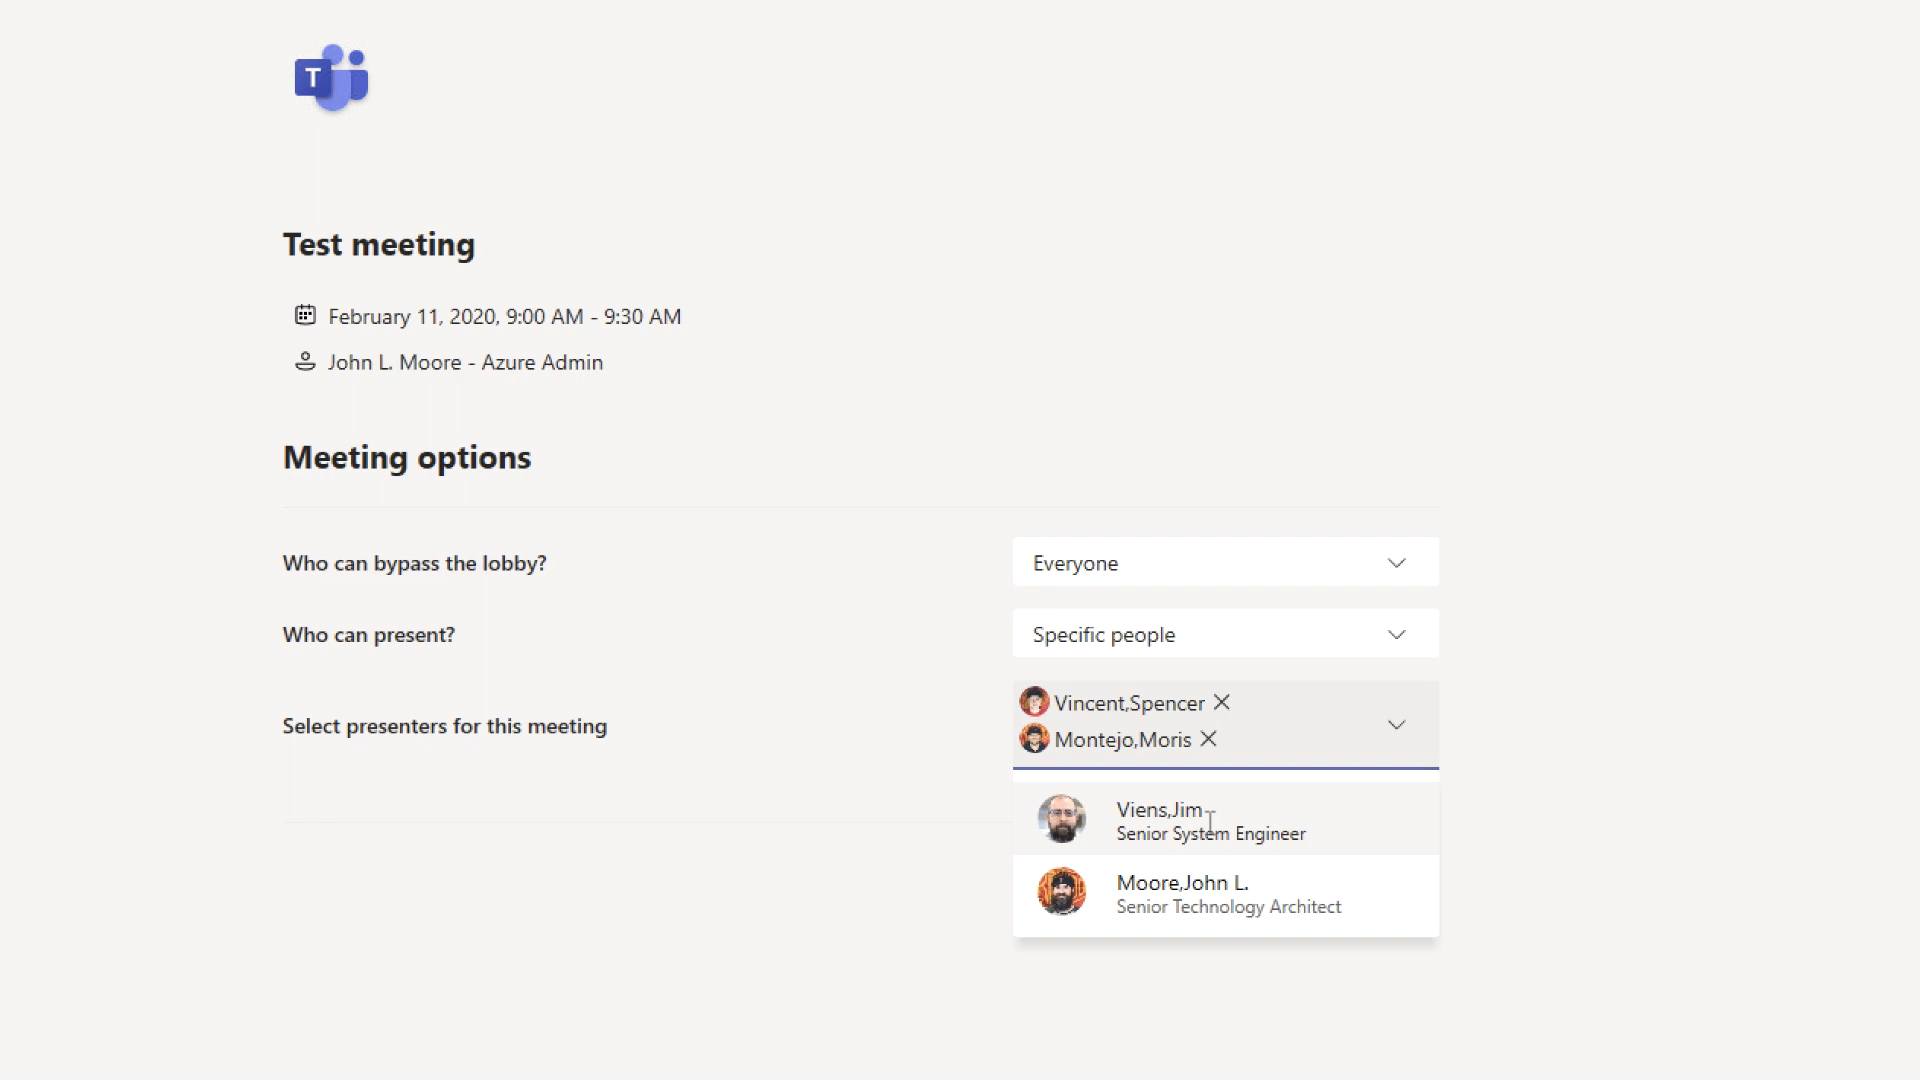 T
Test meeting
February 11, 2020, 9:00 AM - 9:30 AM
John L. Moore - Azure Admin
Meeting options
Who can bypass the lobby?
Everyone
Who can present?
Specific people
Select presenters for this meeting
Vincent,Spencer
Montejo,Moris
Viens,Jim
Senior System Engineer
Moore,John L.
Senior Technology Architect